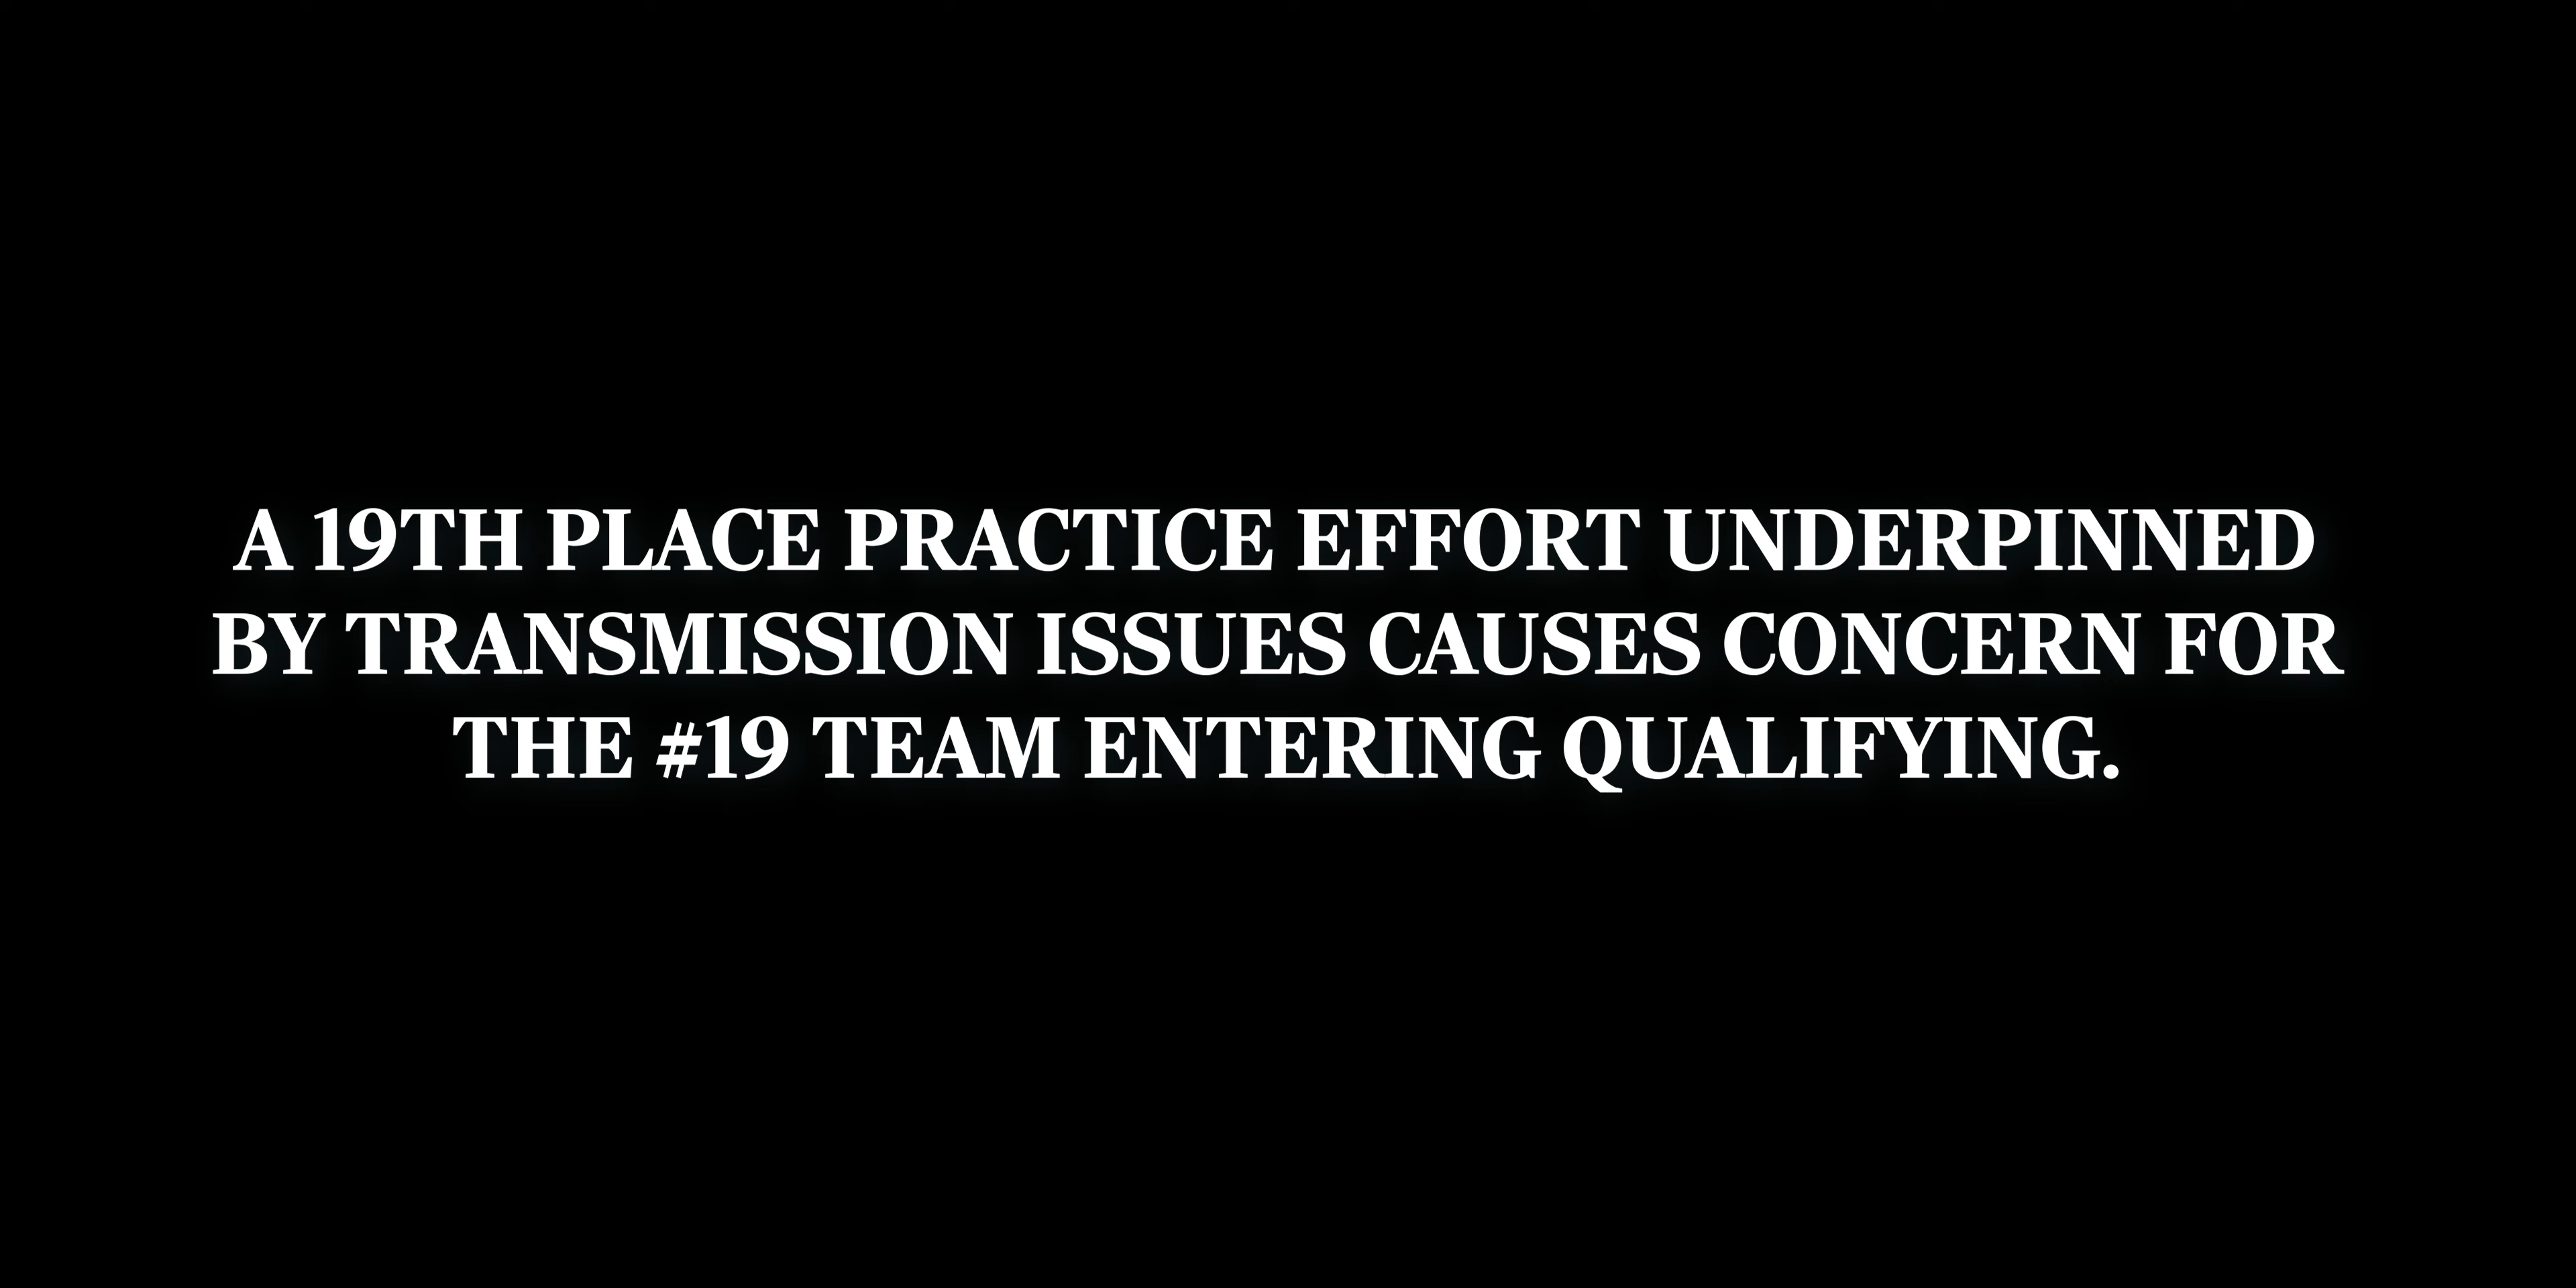 A 19TH PLACE PRACTICE EFFORT UNDERPINNED
BY TRANSMISSION ISSUES CAUSES CONCERN FOR
THE #19 TEAM ENTERING QUALIFYING.